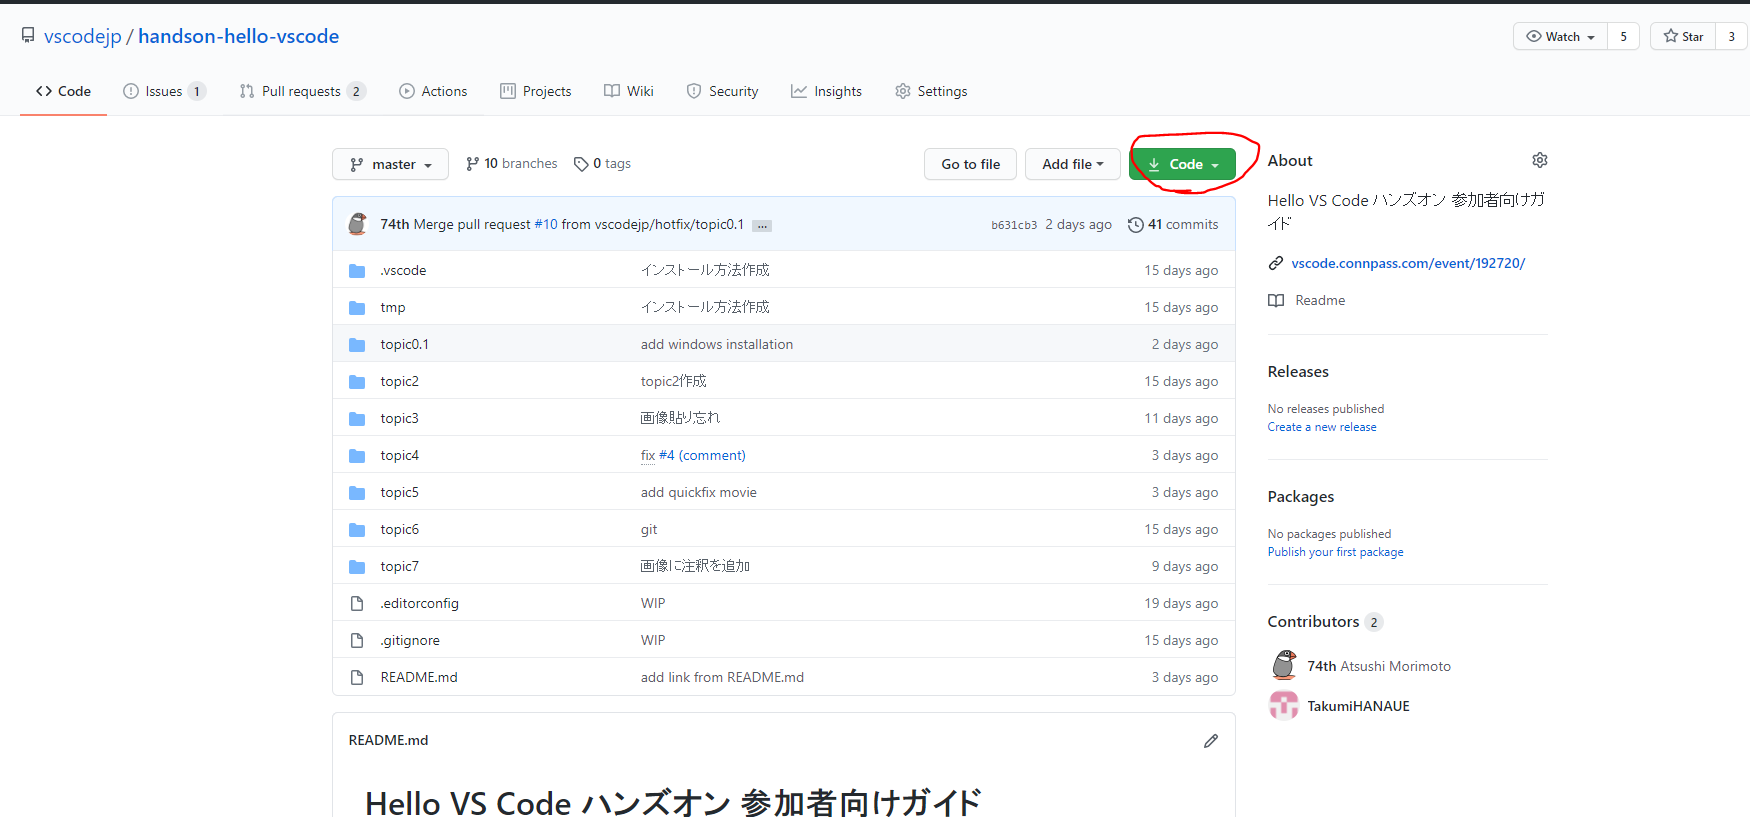 vscodejp / handson-hello-vscode
Watch 5 Star 3
Code Issues 1 Pull requests 2 Actions Projects Wiki Security Insights Settings
master 10 branches 0 tags Go to file Add file Code
74th Merge pull request #10 from vscodejp/hotfix/topic0.1 ... b631cb3 2 days ago 41 commits
.vscode インストール方法作成 15 days ago
tmp インストール方法作成 15 days ago
topic0.1 add windows installation 2 days ago
topic2 topic2作成 15 days ago
topic3 画像貼り忘れ 11 days ago
topic4 fix #4 (comment) 3 days ago
topic5 add quickfix movie 3 days ago
topic6 git 15 days ago
topic7 画像に注釈を追加 9 days ago
.editorconfig WIP 19 days ago
.gitignore WIP 15 days ago
README.md add link from README.md 3 days ago
README.md
Hello VS Code ハンズオン 参加者向けガイド
About
Hello VS Code ハンズオン 参加者向けガ
イド
vscode.connpass.com/event/192720/
Readme
Releases
No releases published
Create a new release
Packages
No packages published
Publish your first package
Contributors 2
74th Atsushi Morimoto
TakumiHANAUE